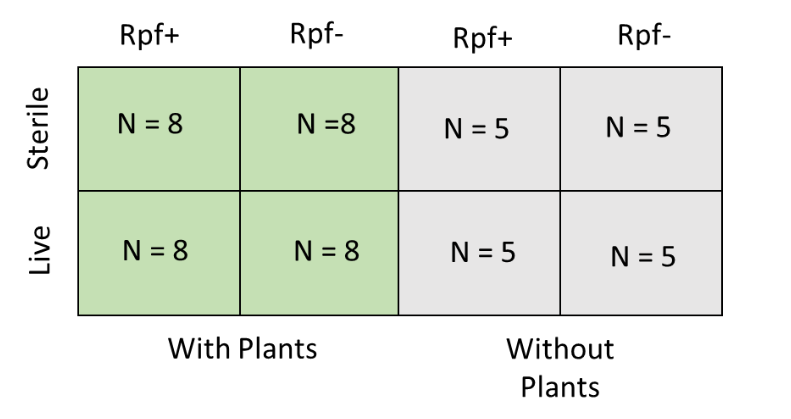 Rpf+ Rpf- Rpf+ Rpf-
Sterile N = 8 N =8 N = 5 N = 5
Live N = 8 N = 8 N = 5 N = 5
With Plants Without
Plants